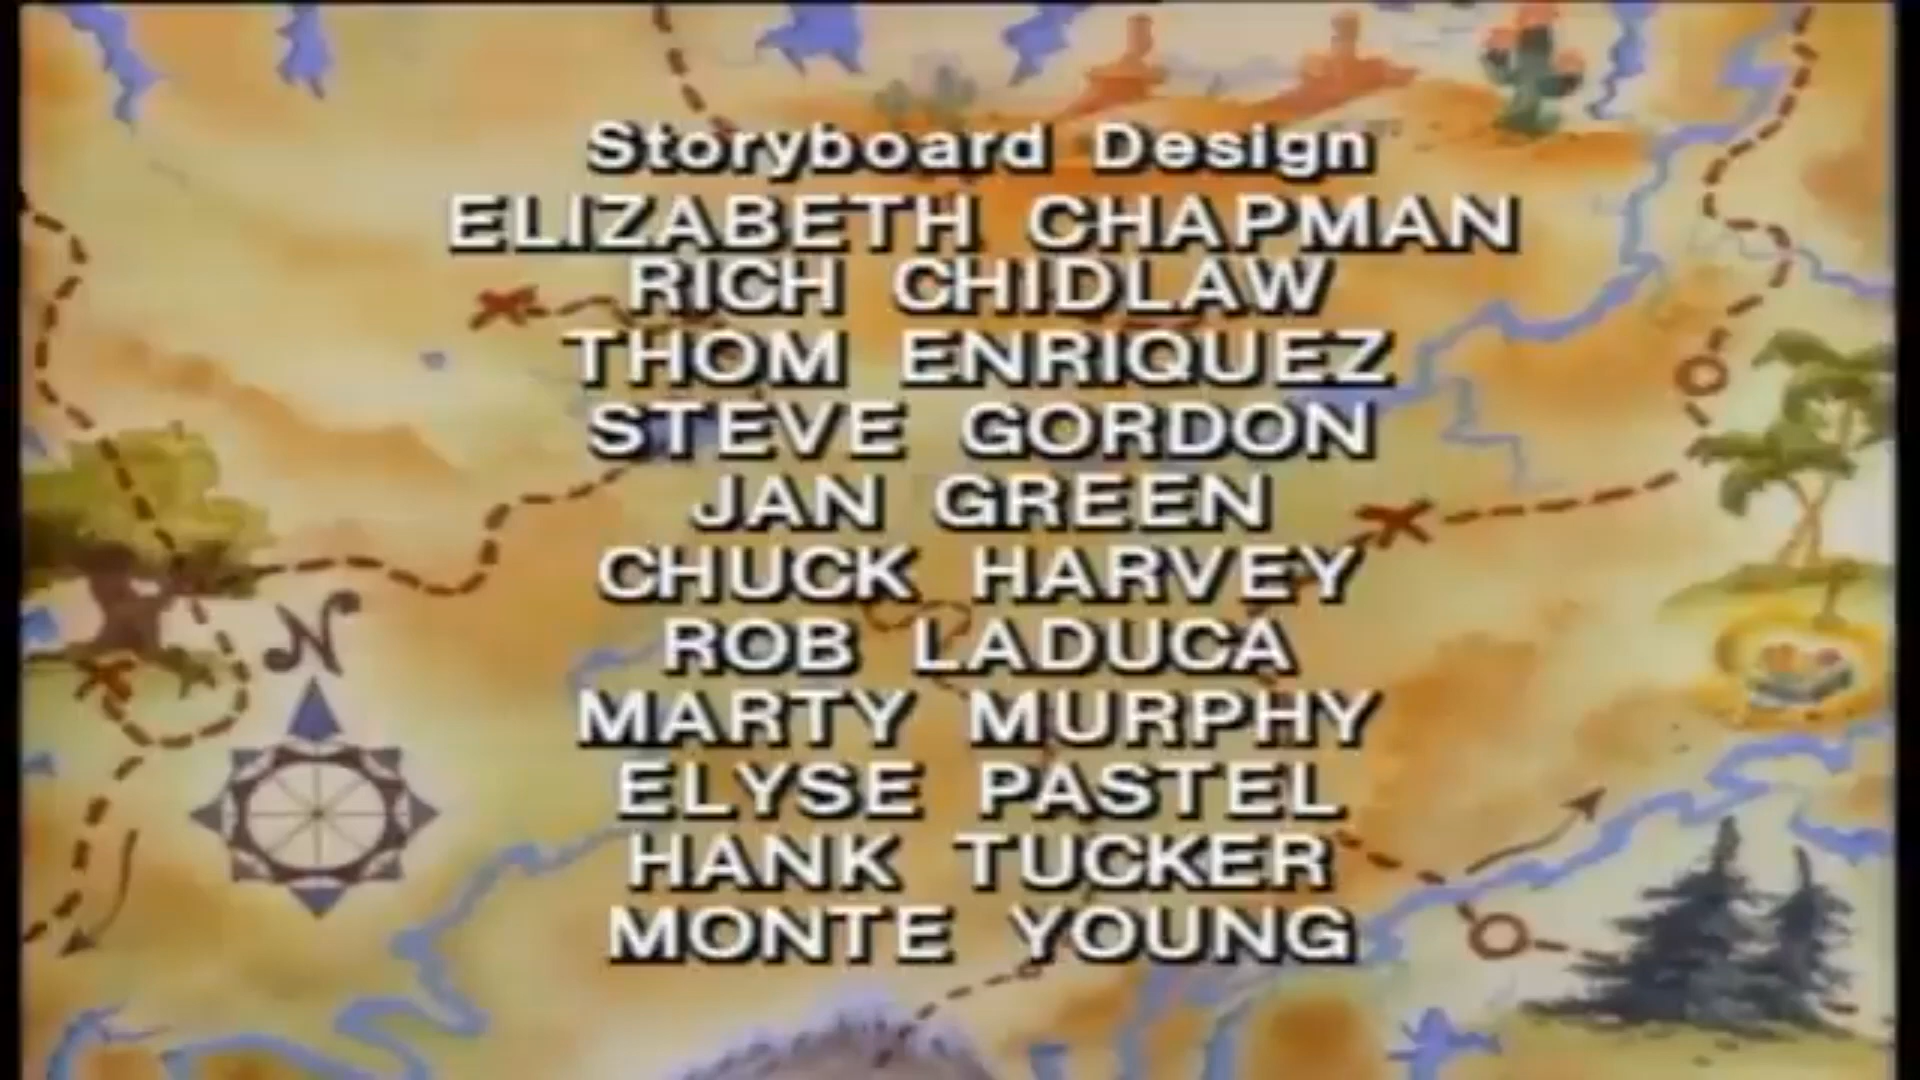 Storyboard Design
ELIZABETH CHAPMAN
RICH CHIDLAW
THOM ENRIQUEZ
STEVE GORDON
JAN GREEN
CHUCK HARVEY
ROB LADUCA
MARTY MURPHY
ELYSE PASTEL
HANK TUCKER
MONTE YOUNG
N